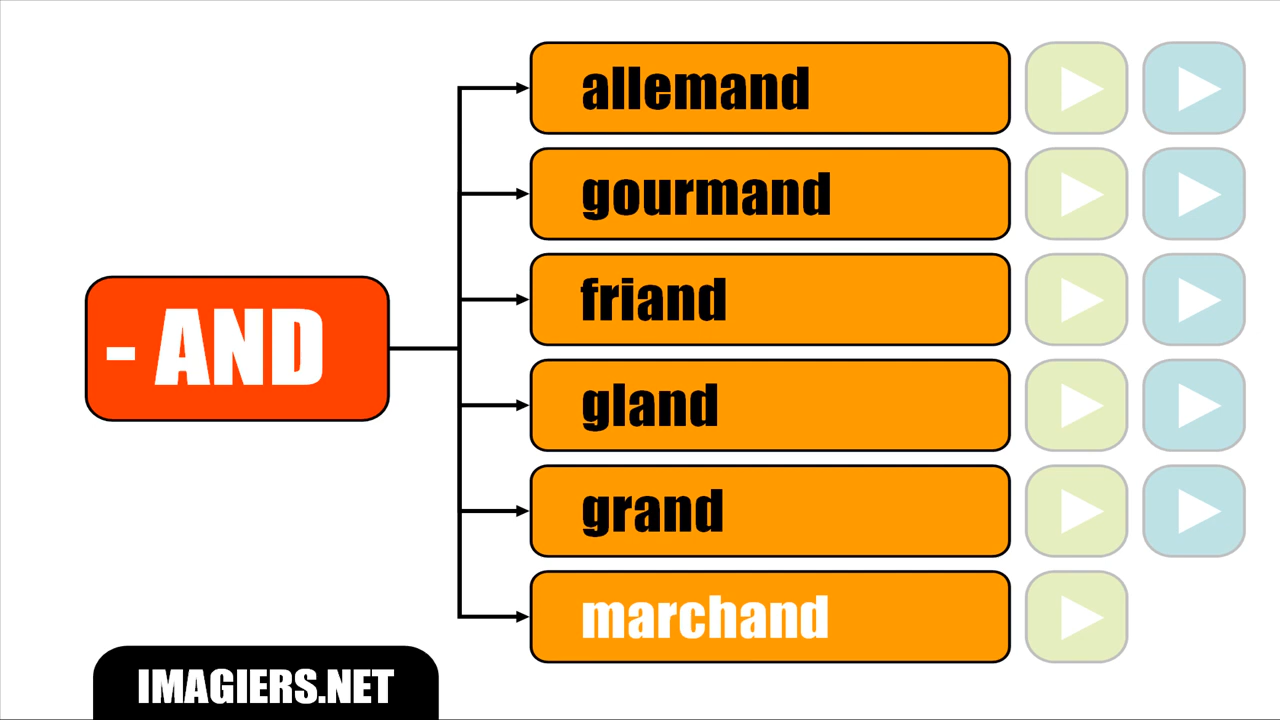 - AND
allemand
gourmand
friand
gland
grand
marchand
IMAGIERS.NET